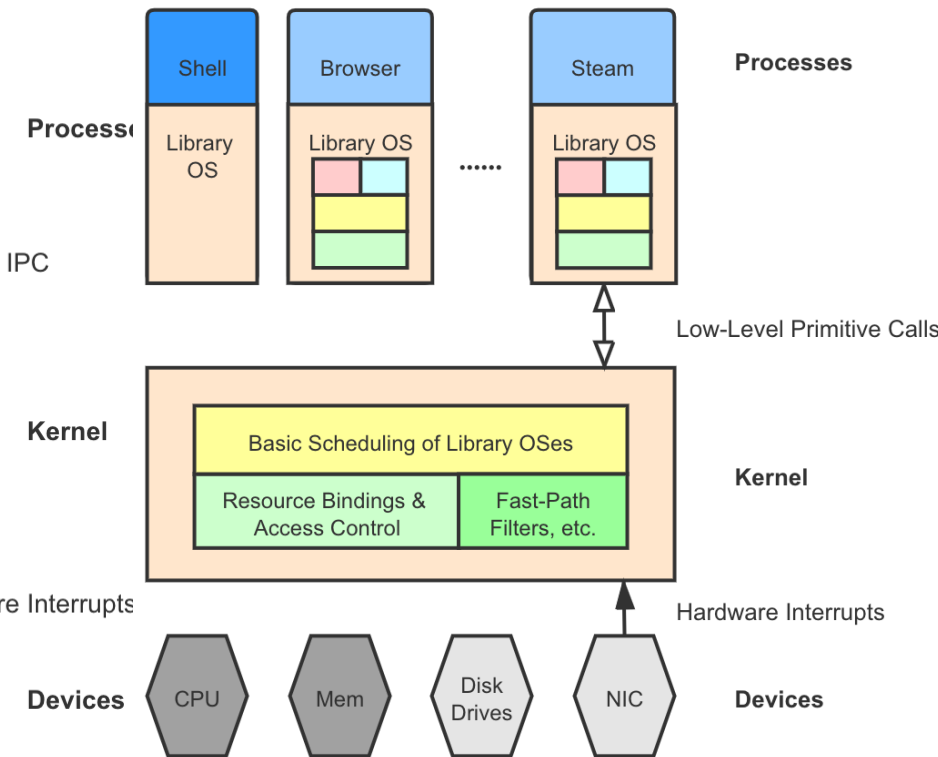 Shell
Browser
Steam
Processes
Library
OS
Library OS
......
Library OS
IPC
Low-Level Primitive Calls
Kernel
Basic Scheduling of Library OSes
Resource Bindings &
Access Control
Fast-Path
Filters, etc.
Kernel
Interrupts
Hardware Interrupts
Devices
CPU
Mem
Disk
Drives
NIC
Devices